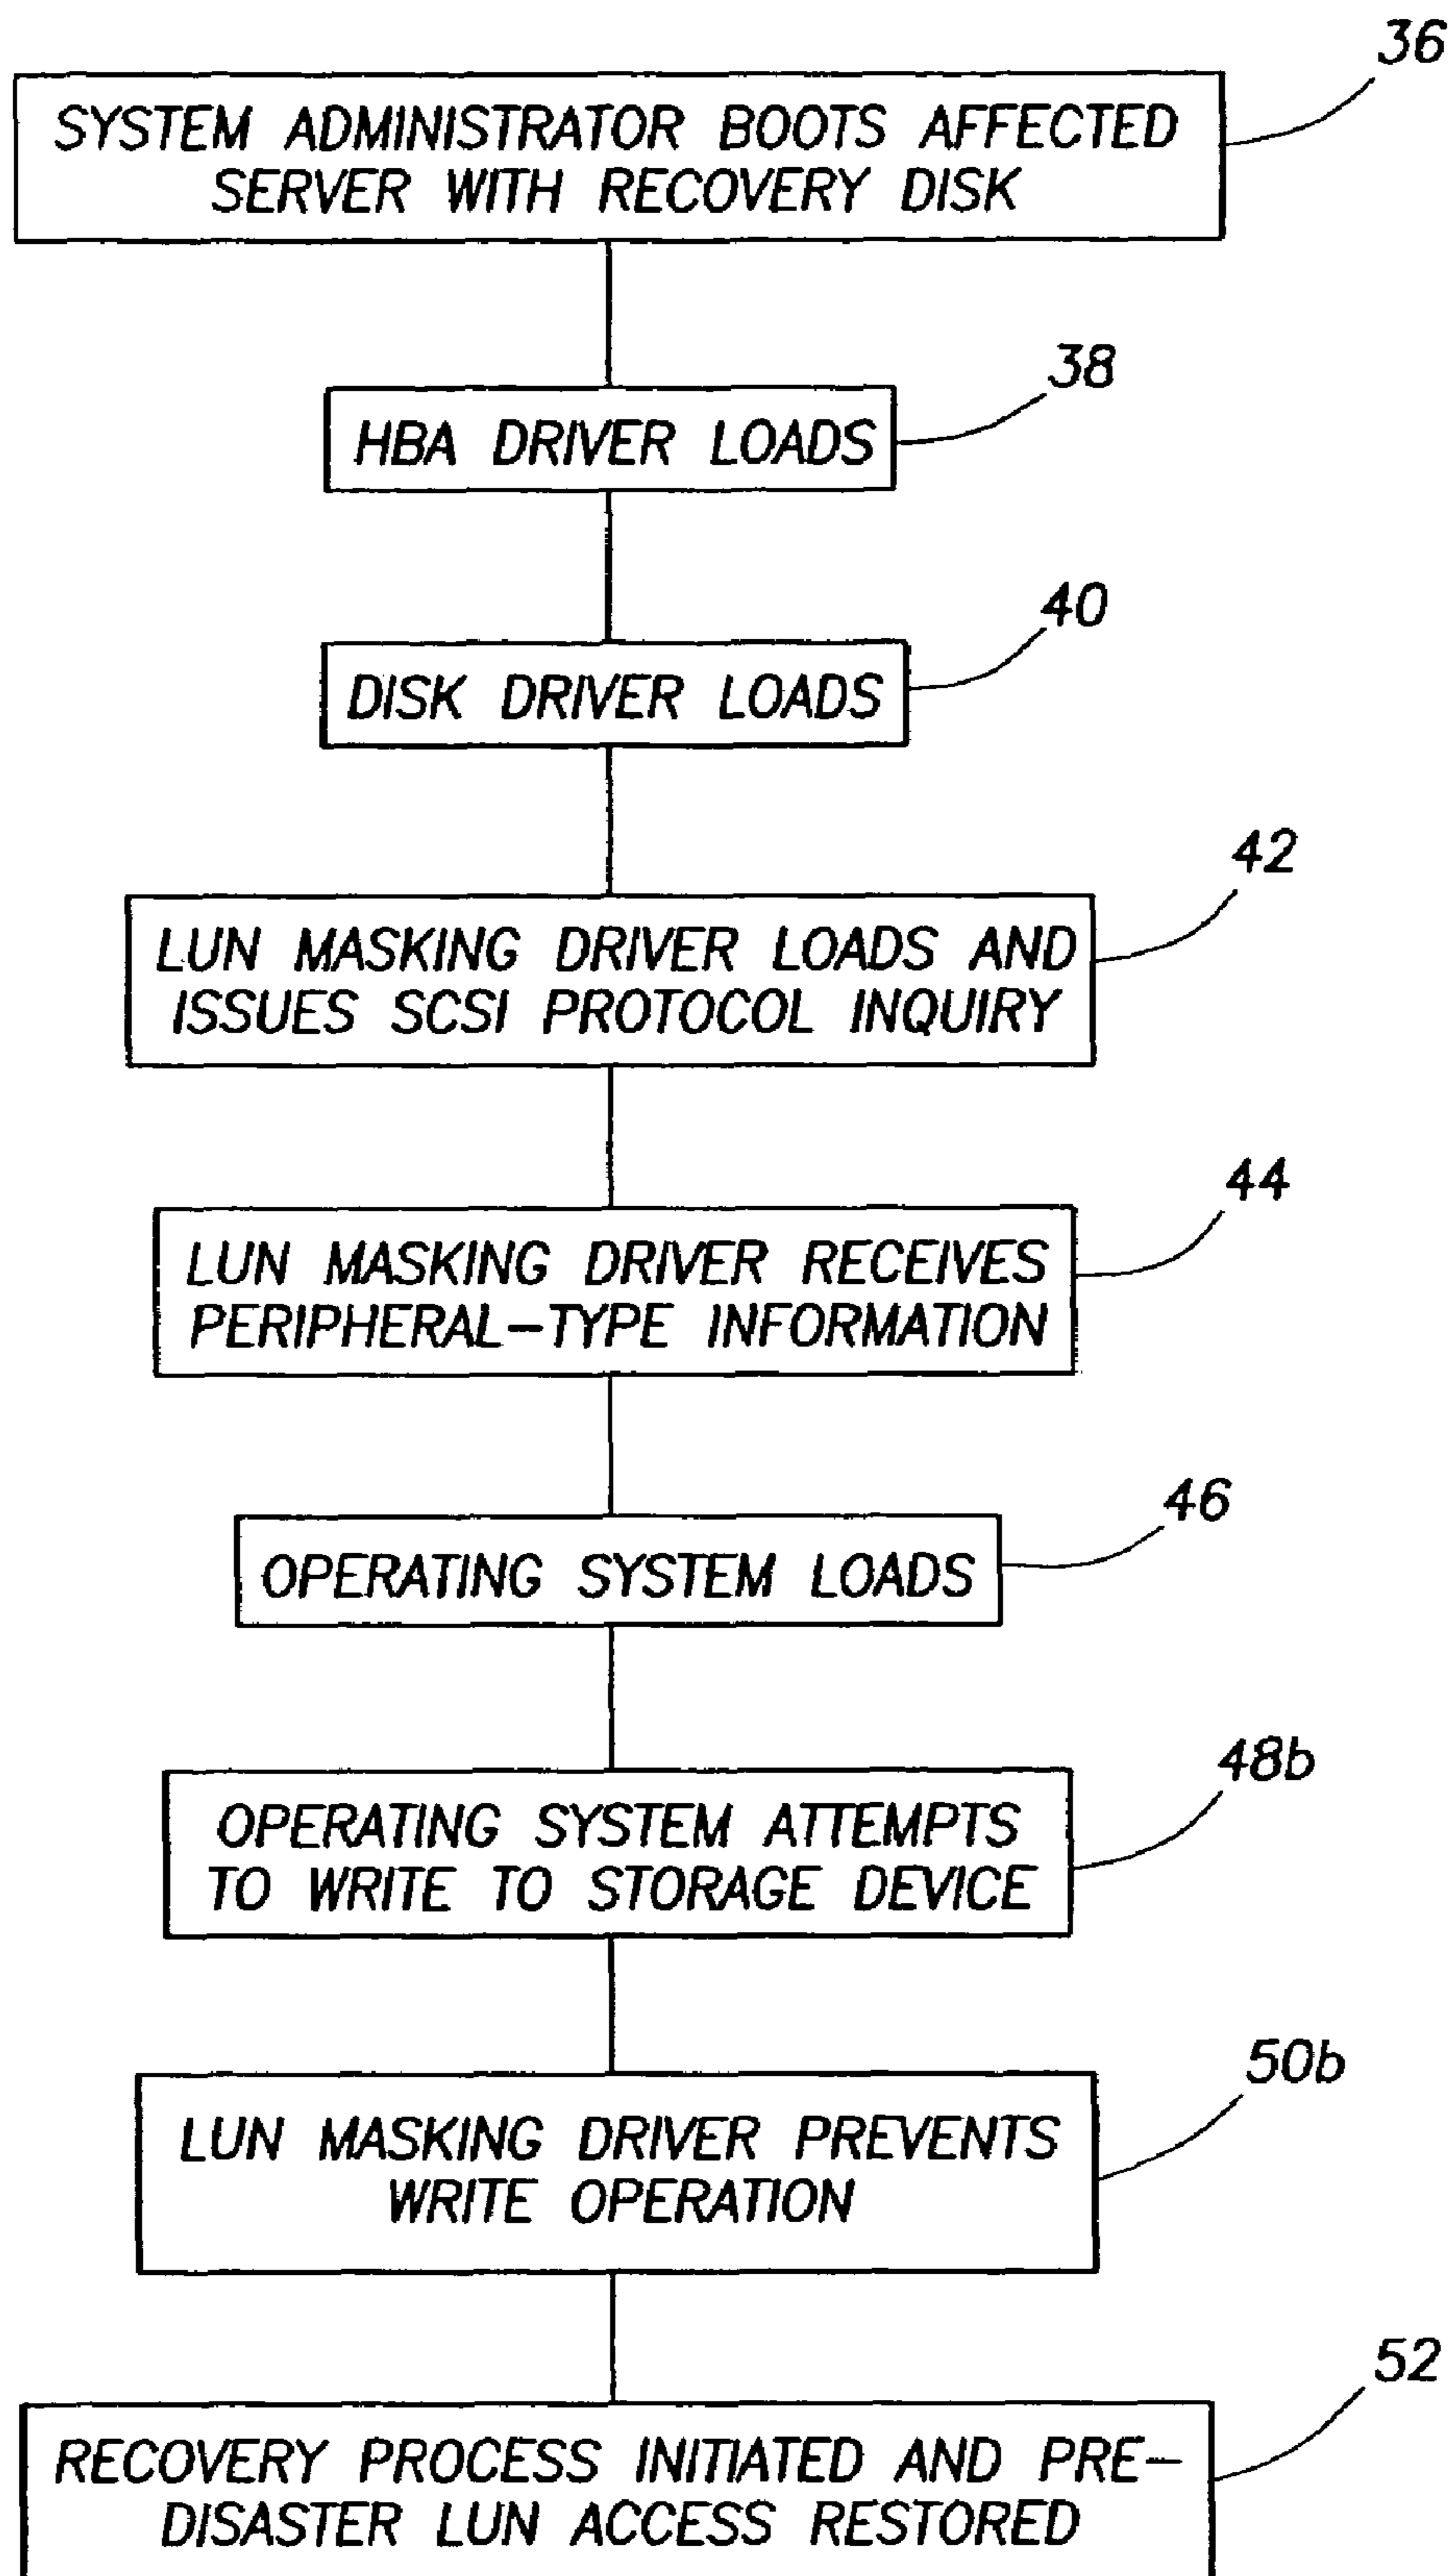 36
SYSTEM ADMINISTRATOR BOOTS AFFECTED
SERVER WITH RECOVERY DISK
38
HBA DRIVER LOADS
40
DISK DRIVER LOADS
42
LUN MASKING DRIVER LOADS AND
ISSUES SCSI PROTOCOL INQUIRY
44
LUN MASKING DRIVER RECEIVES
PERIPHERAL-TYPE INFORMATION
46
OPERATING SYSTEM LOADS
48b
OPERATING SYSTEM ATTEMPTS
TO WRITE TO STORAGE DEVICE
50b
LUN MASKING DRIVER PREVENTS
WRITE OPERATION
52
RECOVERY PROCESS INITIATED AND PRE-
DISASTER LUN ACCESS RESTORED